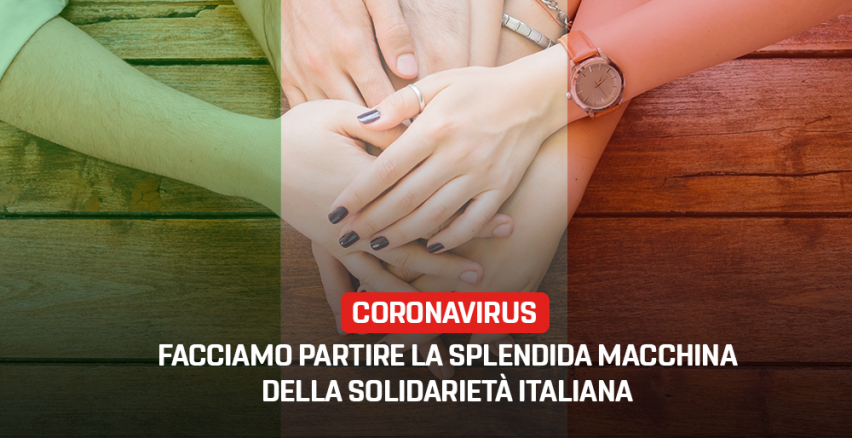 CORONAVIRUS
FACCIAMO PARTIRE LA SPLENDIDA MACCHINA
DELLA SOLIDARIETÀ ITALIANA